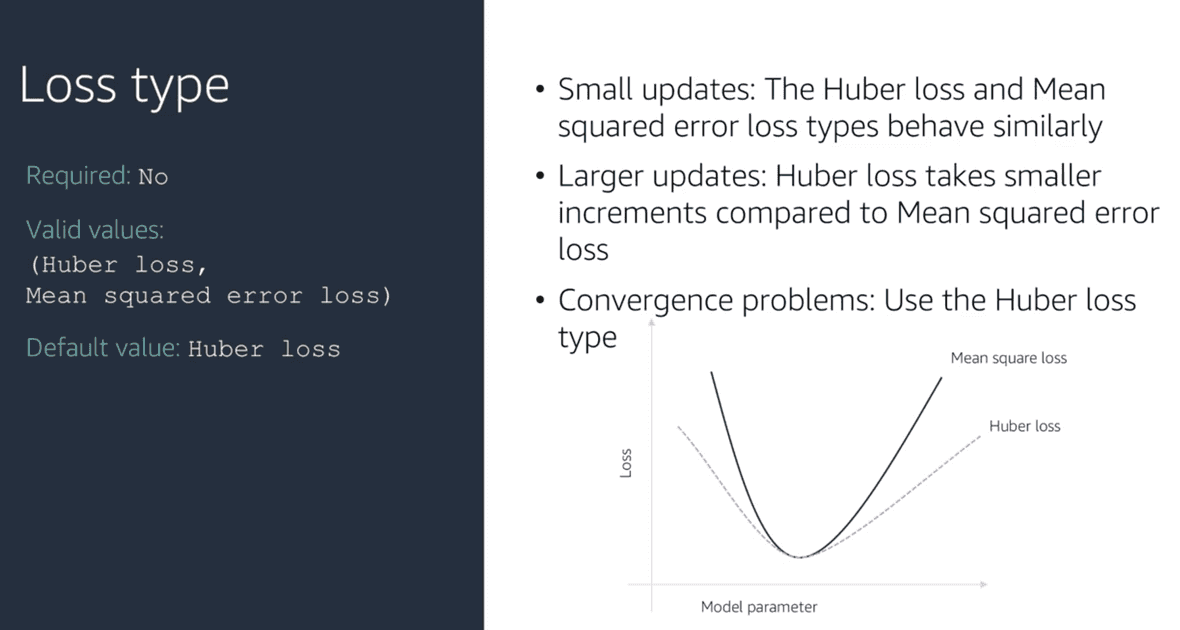 Loss type
Required: No
Valid values:
(Huber loss,
Mean squared error loss)
Default value: Huber loss
• Small updates: The Huber loss and Mean
squared error loss types behave similarly
• Larger updates: Huber loss takes smaller
increments compared to Mean squared error
loss
• Convergence problems: Use the Huber loss
type
Mean square loss
Huber loss
Loss
Model parameter